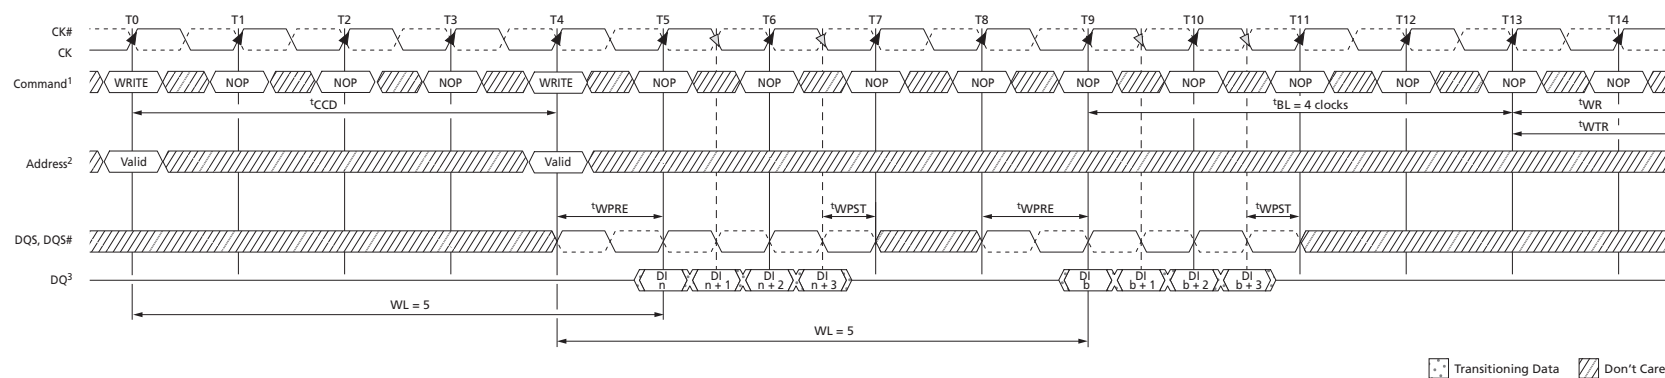 T0 T1 T2 T3 T4 T5 T6 T7 T8 T9 T10 T11 T12 T13 T14
CK#
CK
Command¹ WRITE NOP NOP NOP WRITE NOP NOP NOP NOP NOP NOP NOP NOP NOP NOP
ᵗCCD ᵗBL = 4 clocks ᵗWR
ᵗWTR
Address² Valid Valid
ᵗWPRE ᵗWPST ᵗWPRE ᵗWPST
DQS, DQS#
DQ³ DI n DI n + 1 DI n + 2 DI n + 3 DI b DI b + 1 DI b + 2 DI b + 3
WL = 5
WL = 5
Transitioning Data Don't Care